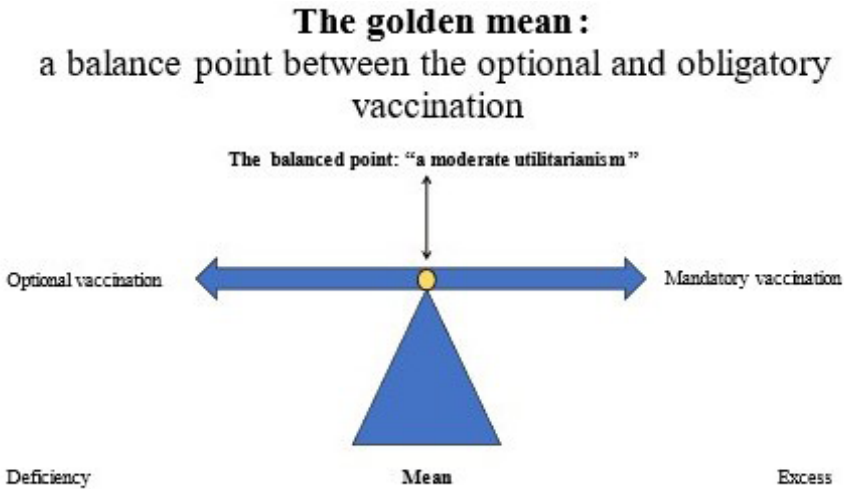 The golden mean:
a balance point between the optional and obligatory
vaccination
The balanced point: “a moderate utilitarianism”
Optional vaccination
Mandatory vaccination
Deficiency
Mean
Excess